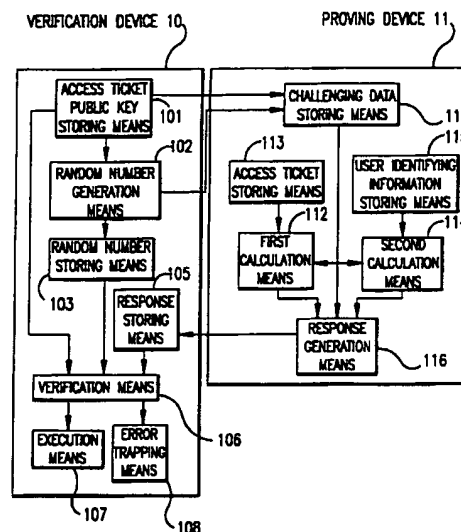 VERIFICATION DEVICE 10
PROVING DEVICE 11
ACCESS TICKET
PUBLIC KEY
STORING MEANS
101
102
RANDOM NUMBER
GENERATION
MEANS
RANDOM NUMBER
STORING MEANS
103
105
RESPONSE
STORING
MEANS
VERIFICATION MEANS
106
EXECUTION
MEANS
107
ERROR
TRAPPING
MEANS
108
CHALLENGING DATA
STORING MEANS
11
113
ACCESS TICKET
STORING MEANS
11
USER IDENTIFYING
INFORMATION
STORING MEANS
112
FIRST
CALCULATION
MEANS
114
SECOND
CALCULATION
MEANS
RESPONSE
GENERATION
MEANS
116